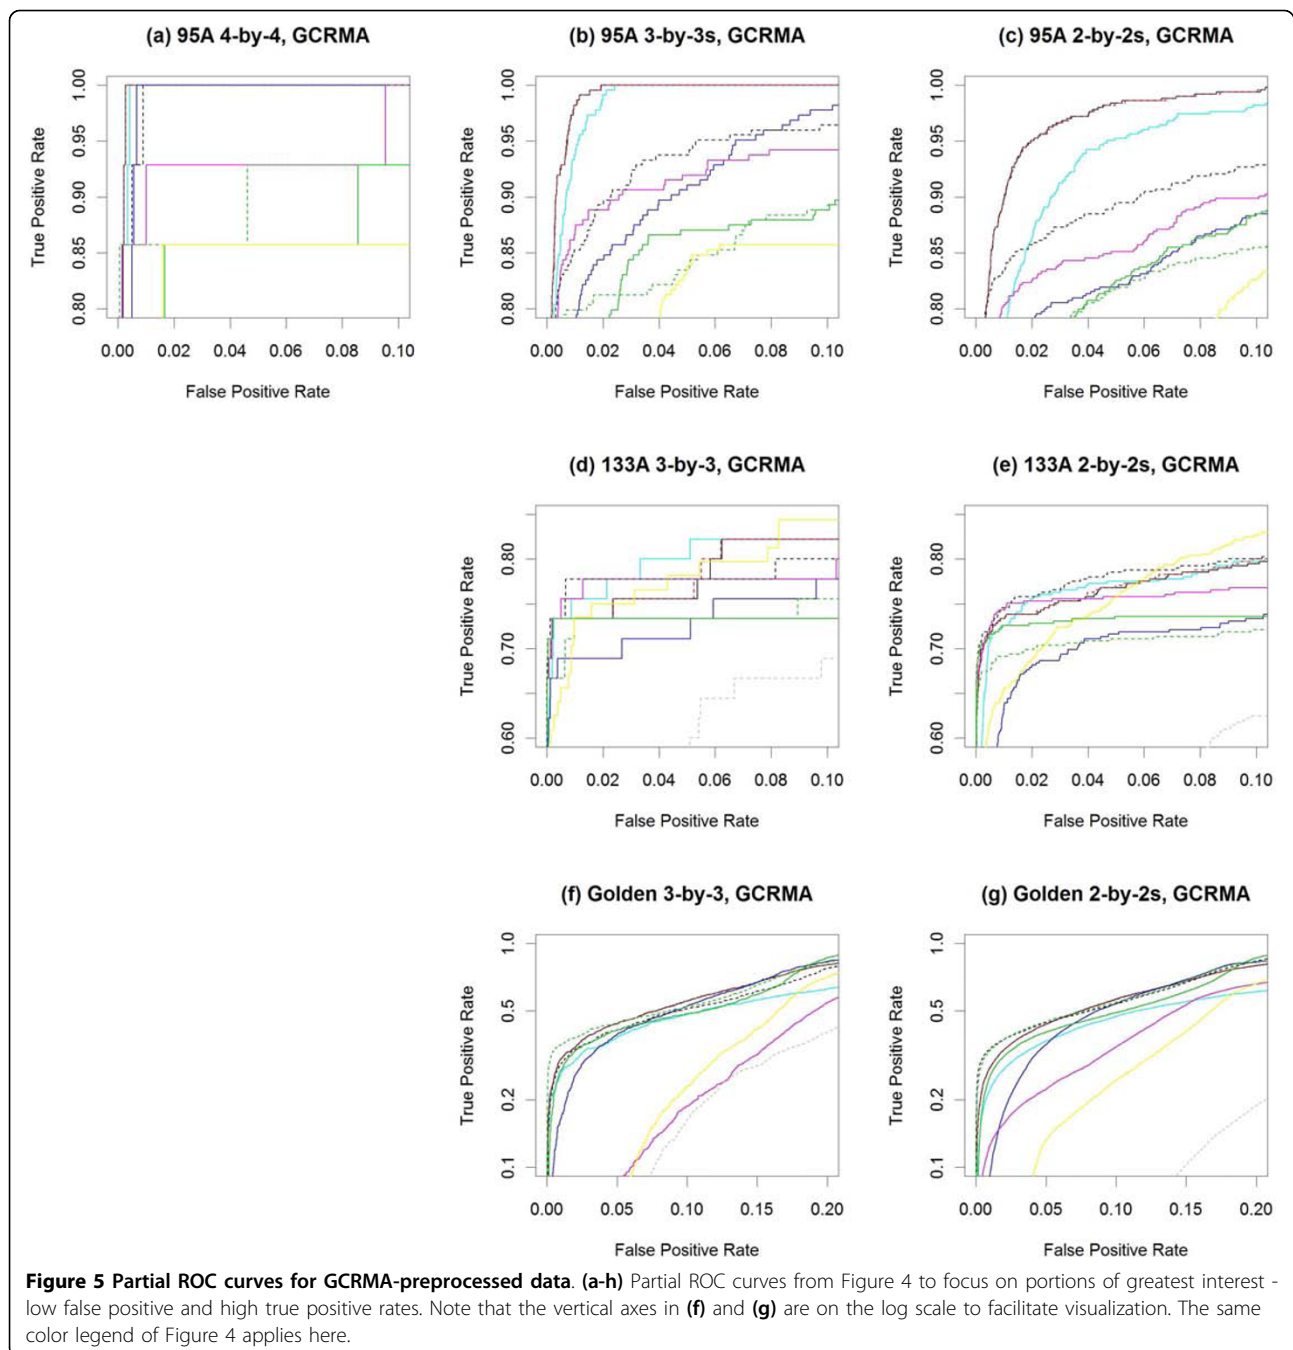 (a) 95A 4-by-4, GCRMA
True Positive Rate
1.00
0.95
0.90
0.85
0.80
0.00 0.02 0.04 0.06 0.08 0.10
False Positive Rate
(b) 95A 3-by-3s, GCRMA
True Positive Rate
1.00
0.95
0.90
0.85
0.80
0.00 0.02 0.04 0.06 0.08 0.10
False Positive Rate
(c) 95A 2-by-2s, GCRMA
True Positive Rate
1.00
0.95
0.90
0.85
0.80
0.00 0.02 0.04 0.06 0.08 0.10
False Positive Rate
(d) 133A 3-by-3, GCRMA
True Positive Rate
0.80
0.70
0.60
0.00 0.02 0.04 0.06 0.08 0.10
False Positive Rate
(e) 133A 2-by-2s, GCRMA
True Positive Rate
0.80
0.70
0.60
0.00 0.02 0.04 0.06 0.08 0.10
False Positive Rate
(f) Golden 3-by-3, GCRMA
True Positive Rate
1.0
0.5
0.2
0.1
0.00 0.05 0.10 0.15 0.20
False Positive Rate
(g) Golden 2-by-2s, GCRMA
True Positive Rate
1.0
0.5
0.2
0.1
0.00 0.05 0.10 0.15 0.20
False Positive Rate
Figure 5 Partial ROC curves for GCRMA-preprocessed data. (a-h) Partial ROC curves from Figure 4 to focus on portions of greatest interest -
low false positive and high true positive rates. Note that the vertical axes in (f) and (g) are on the log scale to facilitate visualization. The same
color legend of Figure 4 applies here.